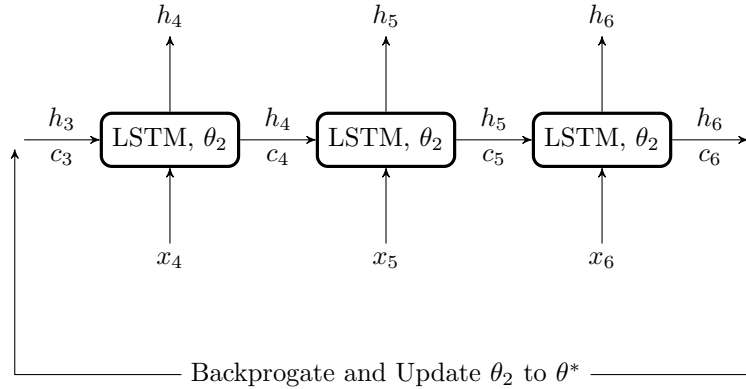 h₄ h₅ h₆
h₃ h₄ h₅ h₆
LSTM, θ₂ LSTM, θ₂ LSTM, θ₂
c₃ c₄ c₅ c₆
x₄ x₅ x₆
Backprogate and Update θ₂ to θ*